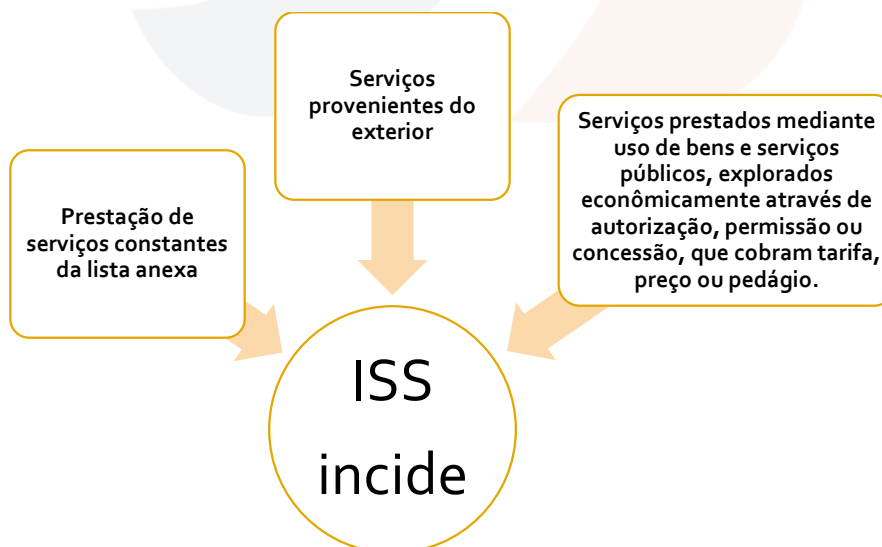 Serviços
provenientes do
exterior
Serviços prestados mediante
uso de bens e serviços
públicos, explorados
econômicamente através de
autorização, permissão ou
concessão, que cobram tarifa,
preço ou pedágio.
Prestação de
serviços constantes
da lista anexa
ISS
incide